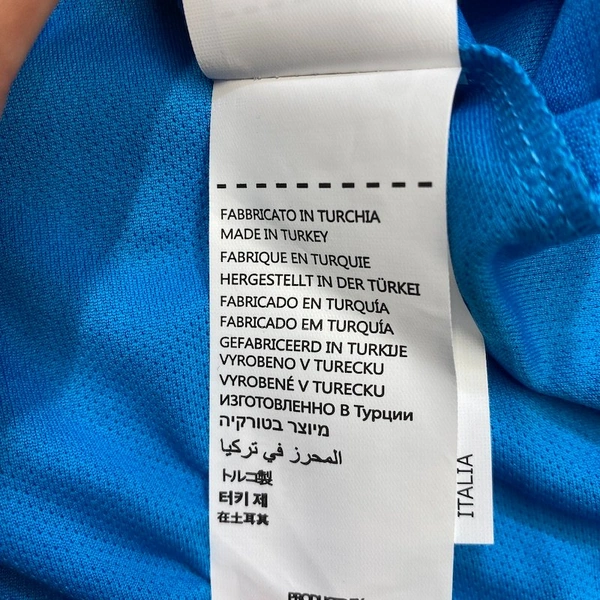 FABBRICATO IN TURCHIA
MADE IN TURKEY
FABRIQUE EN TURQUIE
HERGESTELLT IN DER TÜRKEI
FABRICADO EN TURQUÍA
FABRICADO EM TURQUÍA
GEFABRICEERD IN TURKIJE
VYROBENO V TURECKU
VYROBENÉ V TURECKU
ИЗГОТОВЛЕННО В Турции
מיוצר בטורקיה
المحرز في تركيا
トルコ製
터키 제
在土耳其
ITALIA